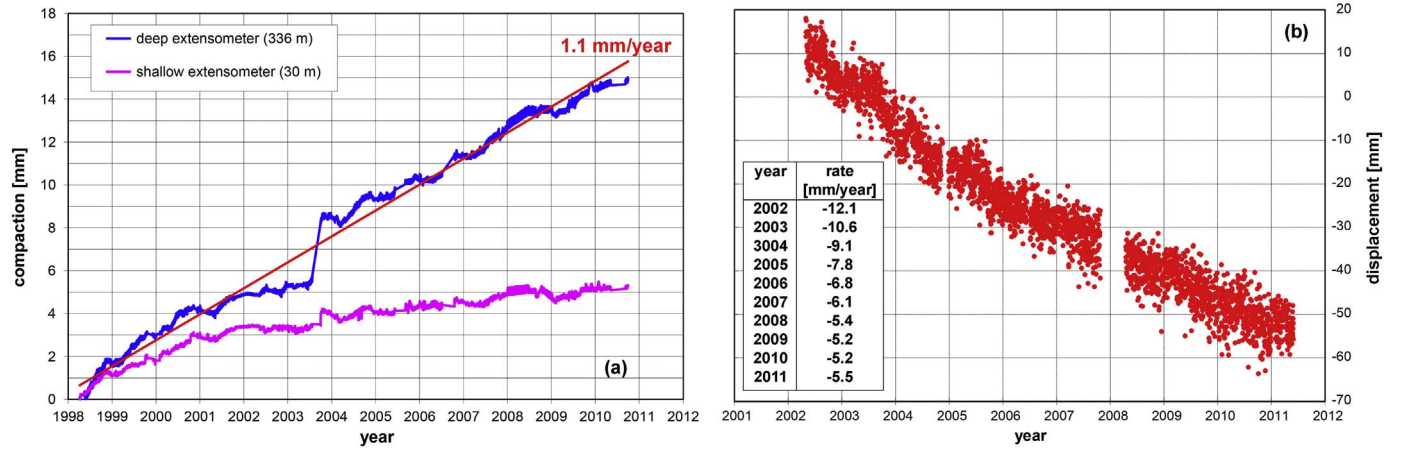 18
16
14
12
10
8
6
4
2
0
compaction [mm]
deep extensometer (336 m)
shallow extensometer (30 m)
1.1 mm/year
(a)
1998 1999 2000 2001 2002 2003 2004 2005 2006 2007 2008 2009 2010 2011 2012
year
(b)
20
10
0
-10
-20
-30
-40
-50
-60
-70
displacement [mm]
year rate
[mm/year]
2002 -12.1
2003 -10.6
3004 -9.1
2005 -7.8
2006 -6.8
2007 -6.1
2008 -5.4
2009 -5.2
2010 -5.2
2011 -5.5
2001 2002 2003 2004 2005 2006 2007 2008 2009 2010 2011 2012
year